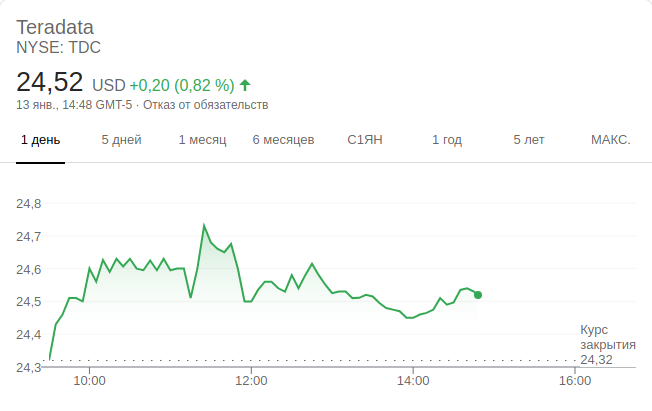 Teradata
NYSE: TDC
24,52 USD +0,20 (0,82 %)
13 янв., 14:48 GMT-5 · Отказ от обязательств
1 день 5 дней 1 месяц 6 месяцев С1ЯН 1 год 5 лет МАКС.
24,8
24,7
24,6
24,5
24,4
24,3
Курс
закрытия
24,32
10:00 12:00 14:00 16:00